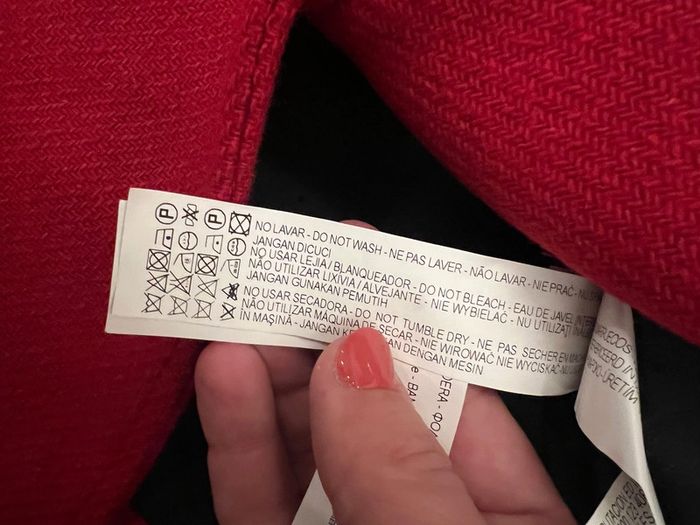 NO LAVAR - DO NOT WASH - NE PAS LAVER - NÃO LAVAR - NIE PRAĆ - NU
JANGAN DICUCI
NO USAR LEJÍA / BLANQUEADOR - DO NOT BLEACH - EAU DE JAVEL
NÃO UTILIZAR LIXÍVIA / ALVEJANTE - NIE WYBIELAĆ - NU UTILIZAȚI
JANGAN GUNAKAN PEMUTIH
NO USAR SECADORA - DO NOT TUMBLE DRY - NE PAS SECHER EN
NÃO UTILIZAR MÁQUINA DE SECAR - NIE WIROWAĆ NIE WYCISKAĆ
ÎN MAȘINĂ - JANGAN DENGAN MESIN
P P